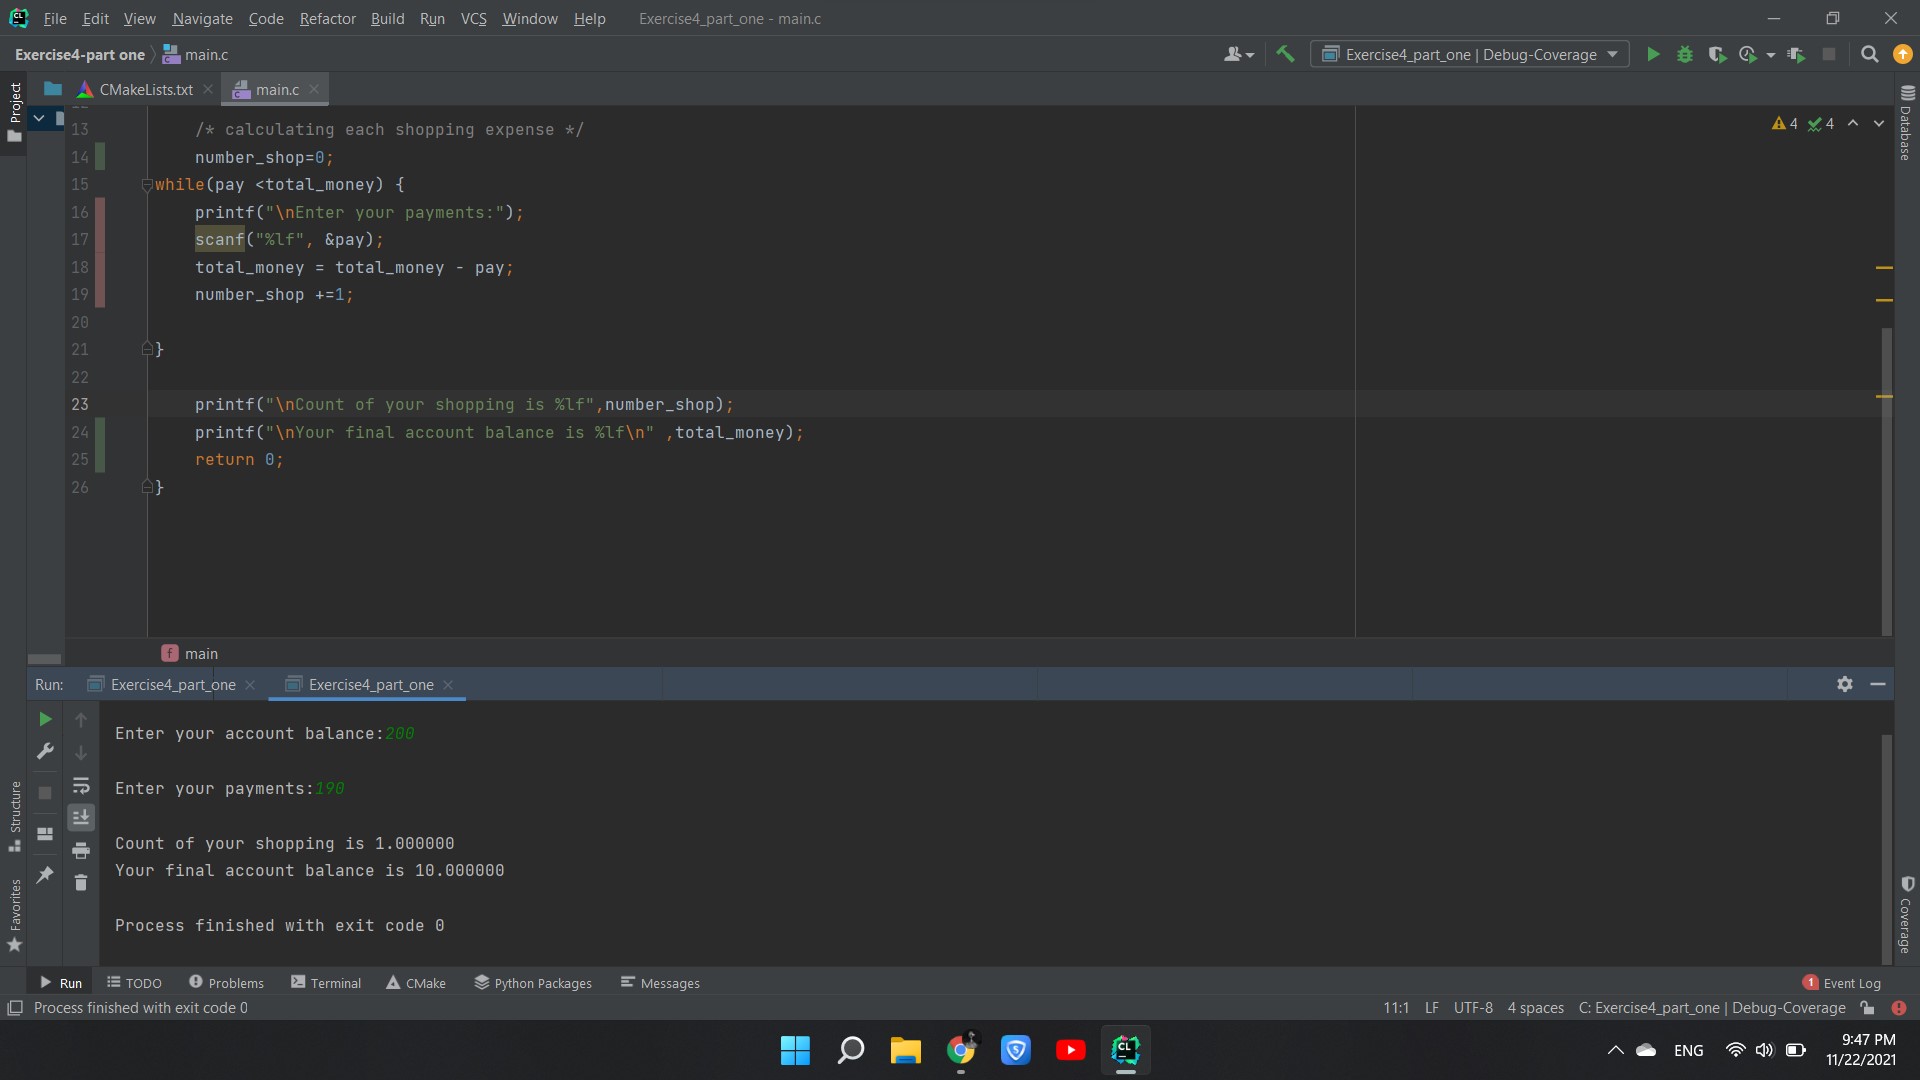 File Edit View Navigate Code Refactor Build Run VCS Window Help Exercise4_part_one - main.c
Exercise4-part one main.c Exercise4_part_one | Debug-Coverage
Project
CMakeLists.txt main.c
Database
4 4
13 /* calculating each shopping expense */
14 number_shop=0;
15 while(pay <total_money) {
16 printf("\nEnter your payments:");
17 scanf("%lf", &pay);
18 total_money = total_money - pay;
19 number_shop +=1;
20
21 }
22
23 printf("\nCount of your shopping is %lf",number_shop);
24 printf("\nYour final account balance is %lf\n" ,total_money);
25 return 0;
26 }
f main
Run: Exercise4_part_one Exercise4_part_one
Enter your account balance:200
Enter your payments:190
Count of your shopping is 1.000000
Your final account balance is 10.000000
Process finished with exit code 0
Structure
Favorites
Coverage
Run TODO Problems Terminal CMake Python Packages Messages 1 Event Log
Process finished with exit code 0 11:1 LF UTF-8 4 spaces C: Exercise4_part_one | Debug-Coverage
ENG 9:47 PM
11/22/2021